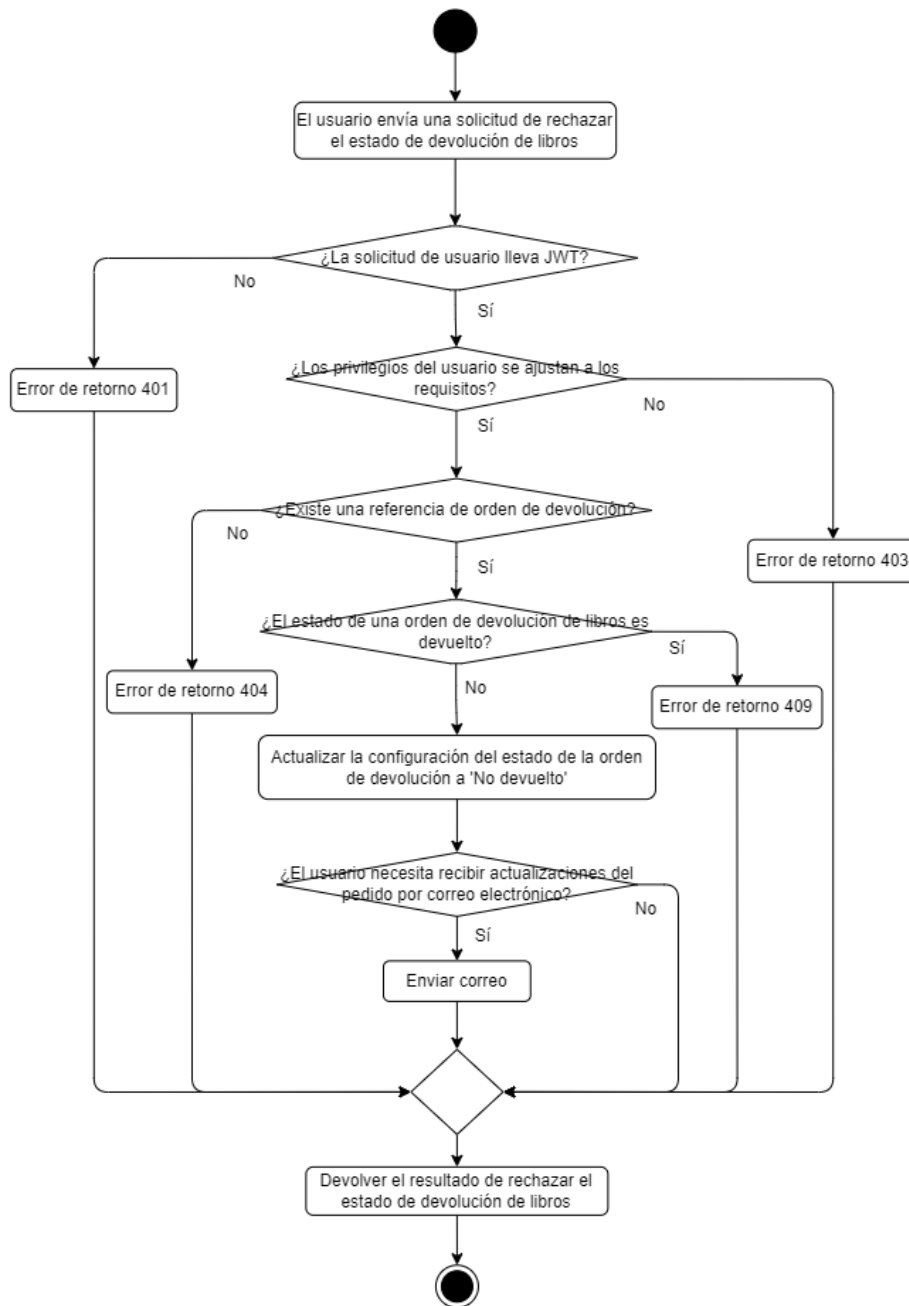 El usuario envía una solicitud de rechazar
el estado de devolución de libros
¿La solicitud de usuario lleva JWT?
No
Sí
¿Los privilegios del usuario se ajustan a los
requisitos?
Error de retorno 401
No
Sí
¿Existe una referencia de orden de devolución?
No
Error de retorno 403
Sí
¿El estado de una orden de devolución de libros es
devuelto?
Sí
No
Error de retorno 404
Error de retorno 409
Actualizar la configuración del estado de la orden
de devolución a 'No devuelto'
¿El usuario necesita recibir actualizaciones del
pedido por correo electrónico?
No
Sí
Enviar correo
Devolver el resultado de rechazar el
estado de devolución de libros